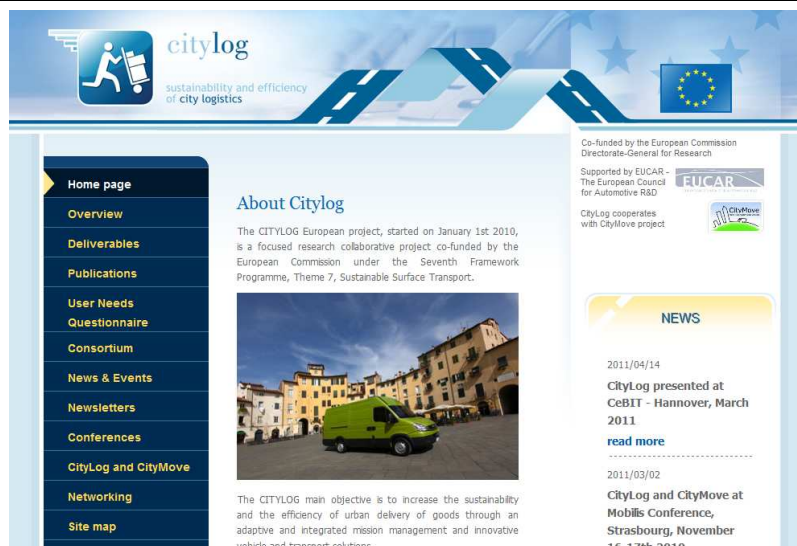 citylog
sustainability and efficiency
of city logistics
Co-funded by the European Commission
Directorate-General for Research
Supported by EUCAR -
The European Council
for Automotive R&D
EUCAR
CityLog cooperates
with CityMove project
CityMove
Home page
Overview
Deliverables
Publications
User Needs
Questionnaire
Consortium
News & Events
Newsletters
Conferences
CityLog and CityMove
Networking
Site map
About Citylog
The CITYLOG European project, started on January 1st 2010,
is a focused research collaborative project co-funded by the
European Commission under the Seventh Framework
Programme, Theme 7, Sustainable Surface Transport.
The CITYLOG main objective is to increase the sustainability
and the efficiency of urban delivery of goods through an
adaptive and integrated mission management and innovative
vehicle and transport solutions.
NEWS
2011/04/14
CityLog presented at
CeBIT - Hannover, March
2011
read more
2011/03/02
CityLog and CityMove at
Mobilis Conference,
Strasbourg, November
16-17th 2010